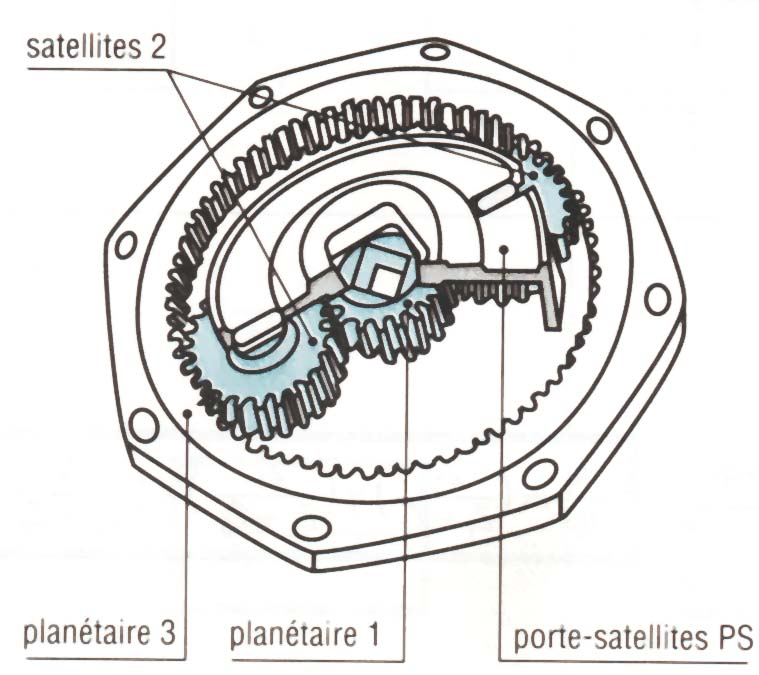 satellites 2
planétaire 3
planétaire 1
porte-satellites PS